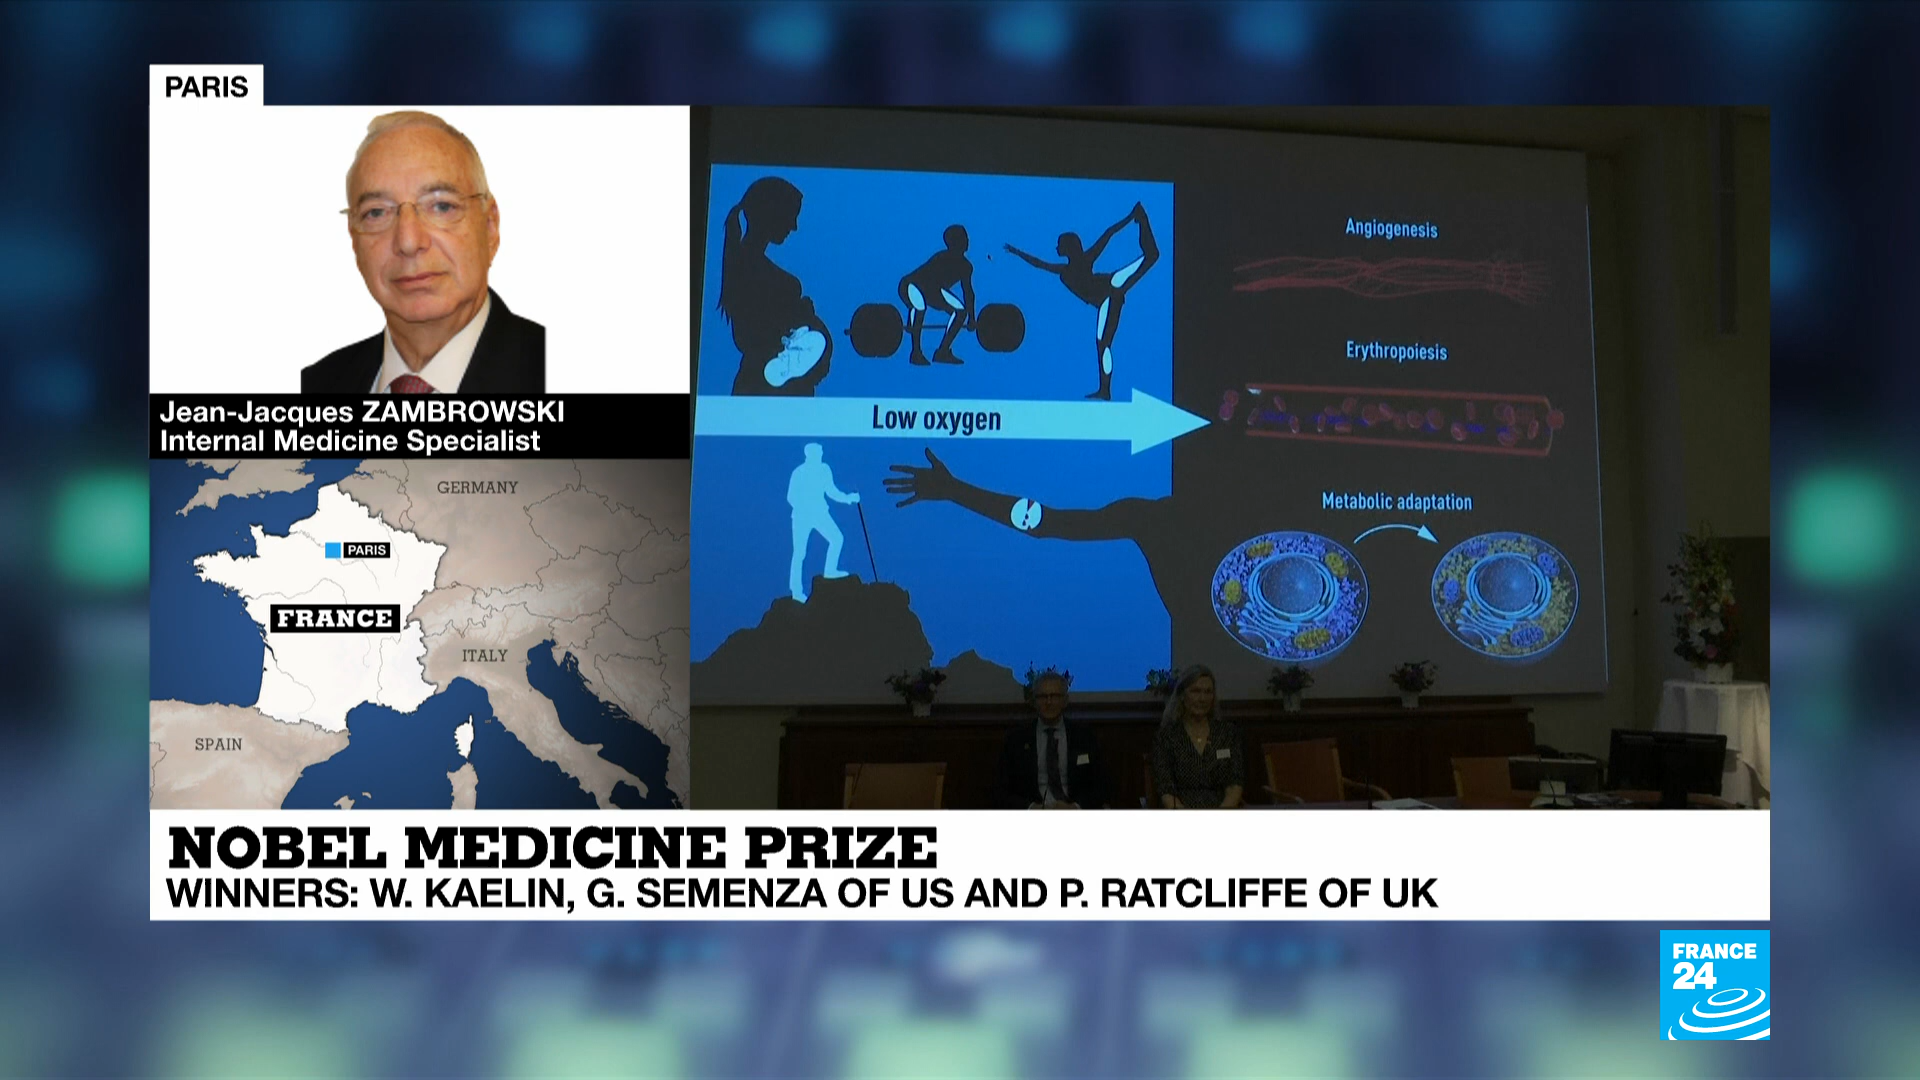 PARIS
Jean-Jacques ZAMBROWSKI
Internal Medicine Specialist
GERMANY
PARIS
FRANCE
ITALY
SPAIN
Low oxygen
Angiogenesis
Erythropoiesis
Metabolic adaptation
NOBEL MEDICINE PRIZE
WINNERS: W. KAELIN, G. SEMENZA OF US AND P. RATCLIFFE OF UK
FRANCE
24